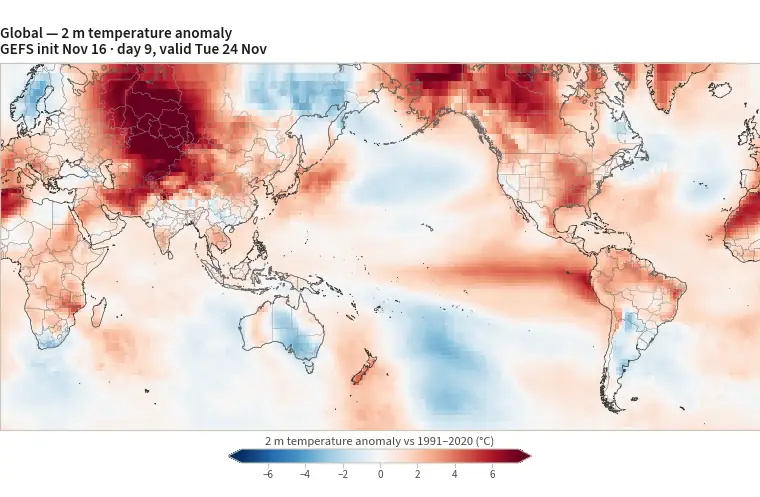 Global — 2 m temperature anomaly
GEFS init Nov 16 · day 9, valid Tue 24 Nov
2 m temperature anomaly vs 1991–2020 (°C)
−6 −4 −2 0 2 4 6